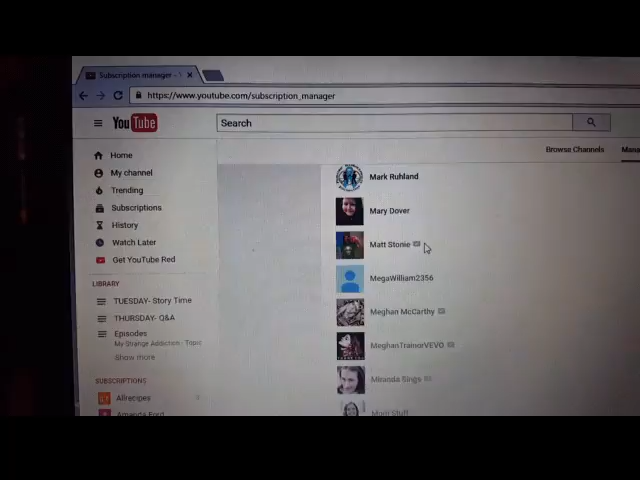 Subscription manager - Y
https://www.youtube.com/subscription_manager
YouTube
Search
Browse Channels
Home
My channel
Trending
Subscriptions
History
Watch Later
Get YouTube Red
LIBRARY
TUESDAY- Story Time
THURSDAY- Q&A
Episodes
My Strange Addiction - Topic
Show more
SUBSCRIPTIONS
Allrecipes
Amanda Ford
Mark Ruhland
Mary Dover
Matt Stonie
MegaWilliam2356
Meghan McCarthy
MeghanTrainorVEVO
Miranda Sings
Mom Stuff